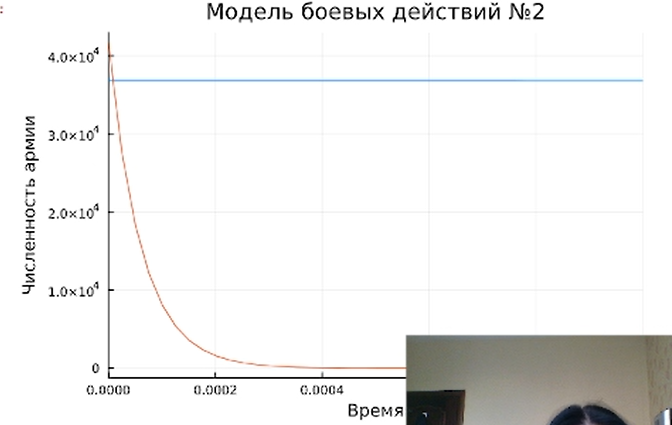 Модель боевых действий №2
Численность армии
4.0×10⁴
3.0×10⁴
2.0×10⁴
1.0×10⁴
0
0.0000 0.0002 0.0004
Время